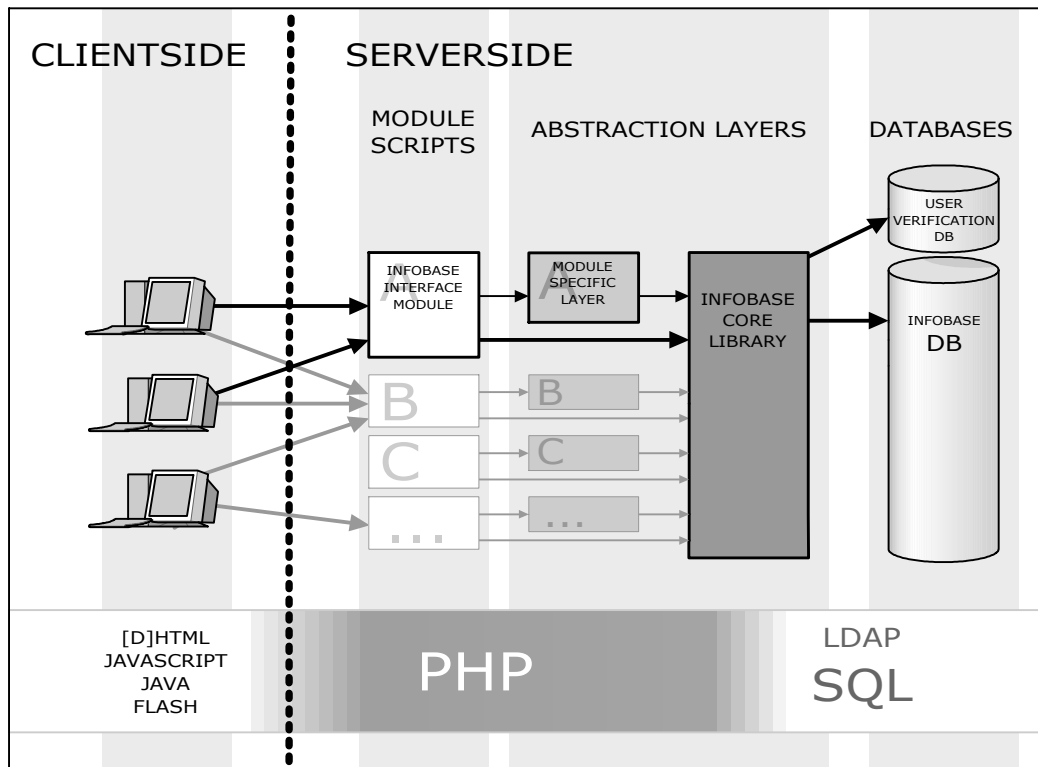 CLIENTSIDE
SERVERSIDE
MODULE
SCRIPTS
ABSTRACTION LAYERS
DATABASES
USER
VERIFICATION
DB
A
INFOBASE
INTERFACE
MODULE
A
MODULE
SPECIFIC
LAYER
INFOBASE
CORE
LIBRARY
INFOBASE
DB
B
B
C
C
...
...
[D]HTML
JAVASCRIPT
JAVA
FLASH
PHP
LDAP
SQL